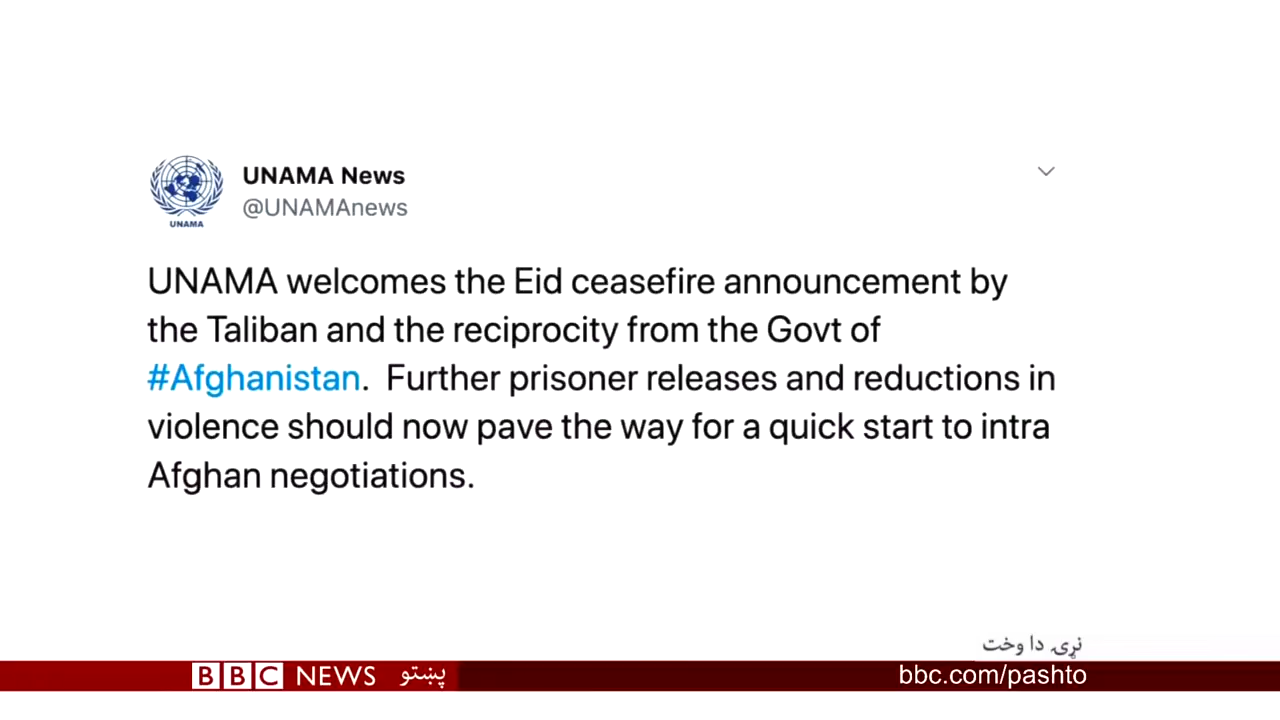 UNAMA
UNAMA News
@UNAMAnews
UNAMA welcomes the Eid ceasefire announcement by
the Taliban and the reciprocity from the Govt of
#Afghanistan.  Further prisoner releases and reductions in
violence should now pave the way for a quick start to intra
Afghan negotiations.
نړۍ دا وخت
BBC NEWS پښتو
bbc.com/pashto